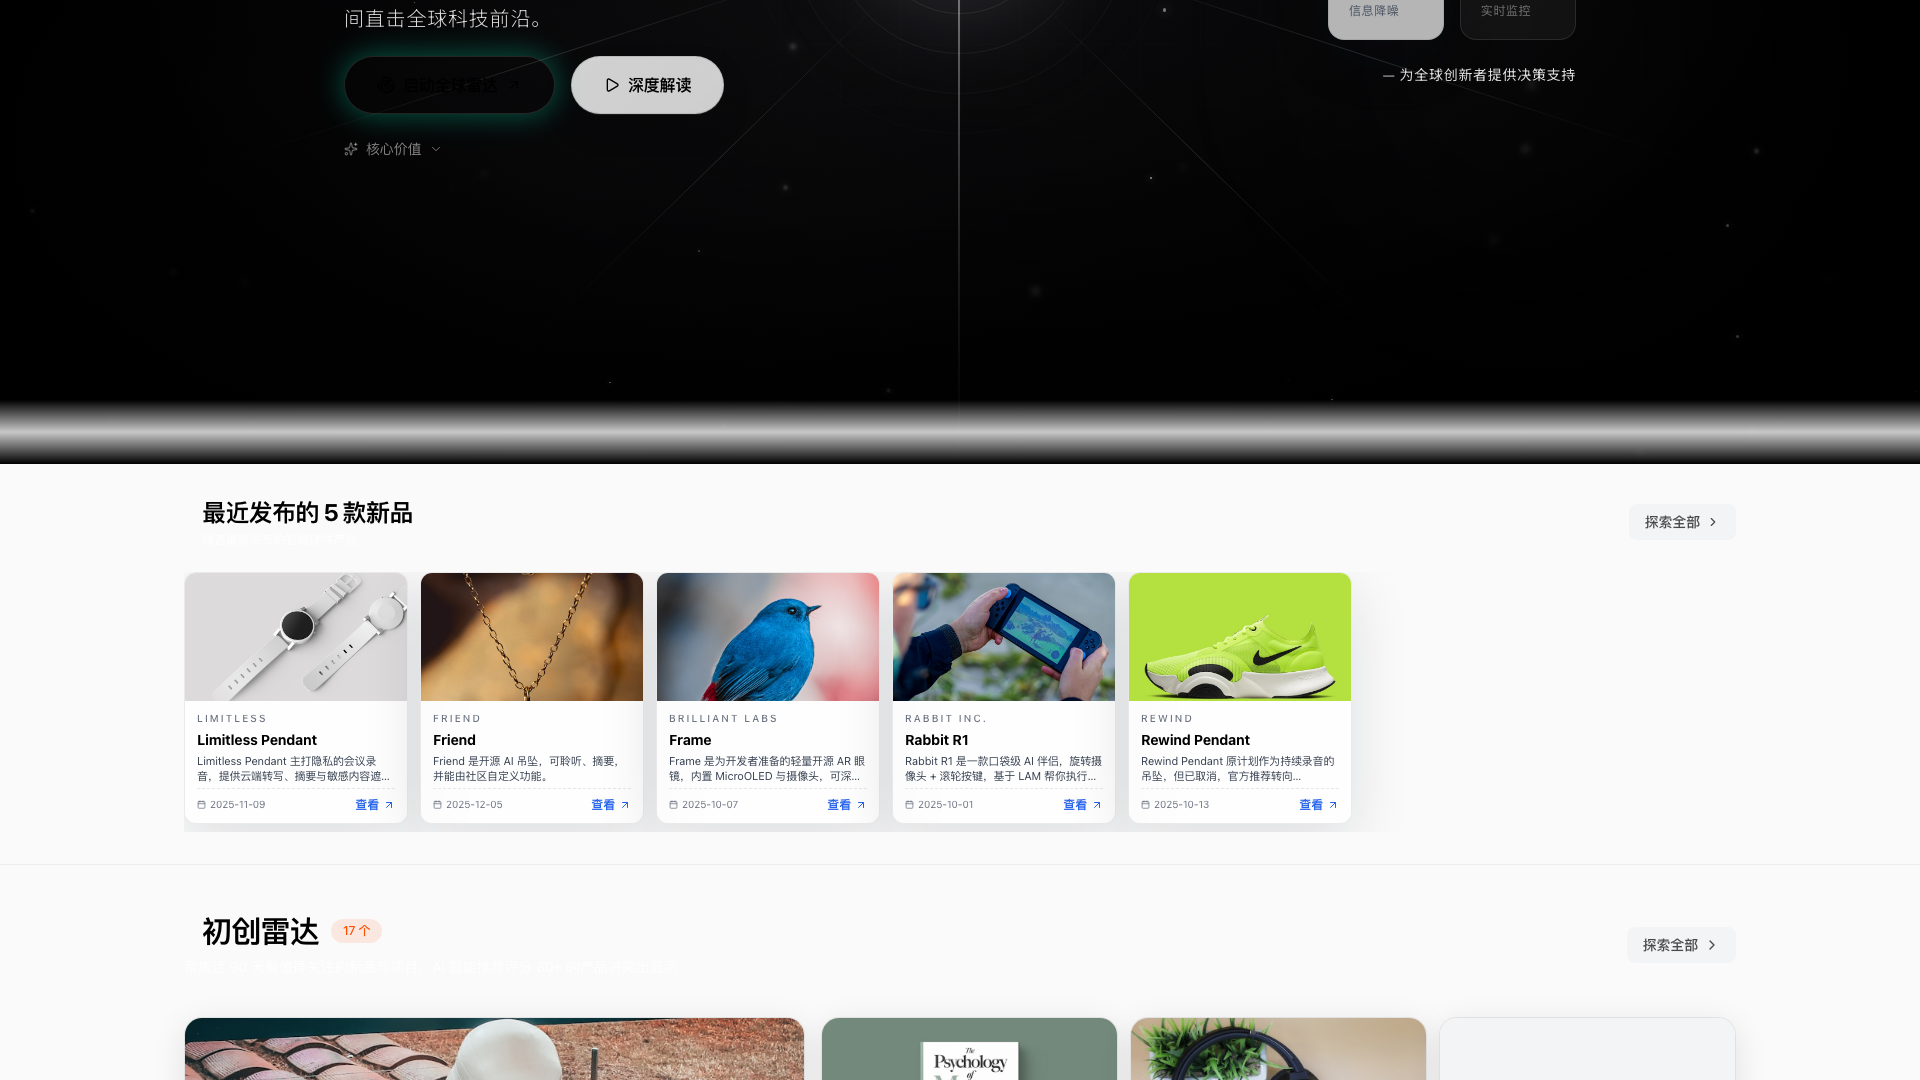 间直击全球科技前沿。
启动全球雷达
深度解读
核心价值
信息降噪
实时监控
— 为全球创新者提供决策支持
最近发布的 5 款新品
探索全部
LIMITLESS
Limitless Pendant
Limitless Pendant 主打隐私的会议录
音，提供云端转写、摘要与敏感内容遮...
2025-11-09
查看
FRIEND
Friend
Friend 是开源 AI 吊坠，可聆听、摘要，
并能由社区自定义功能。
2025-12-05
查看
BRILLIANT LABS
Frame
Frame 是为开发者准备的轻量开源 AR 眼
镜，内置 MicroOLED 与摄像头，可深...
2025-10-07
查看
RABBIT INC.
Rabbit R1
Rabbit R1 是一款口袋级 AI 伴侣，旋转摄
像头 + 滚轮按键，基于 LAM 帮你执行...
2025-10-01
查看
REWIND
Rewind Pendant
Rewind Pendant 原计划作为持续录音的
吊坠，但已取消，官方推荐转向...
2025-10-13
查看
初创雷达
17 个
探索全部
The
Psychology
of